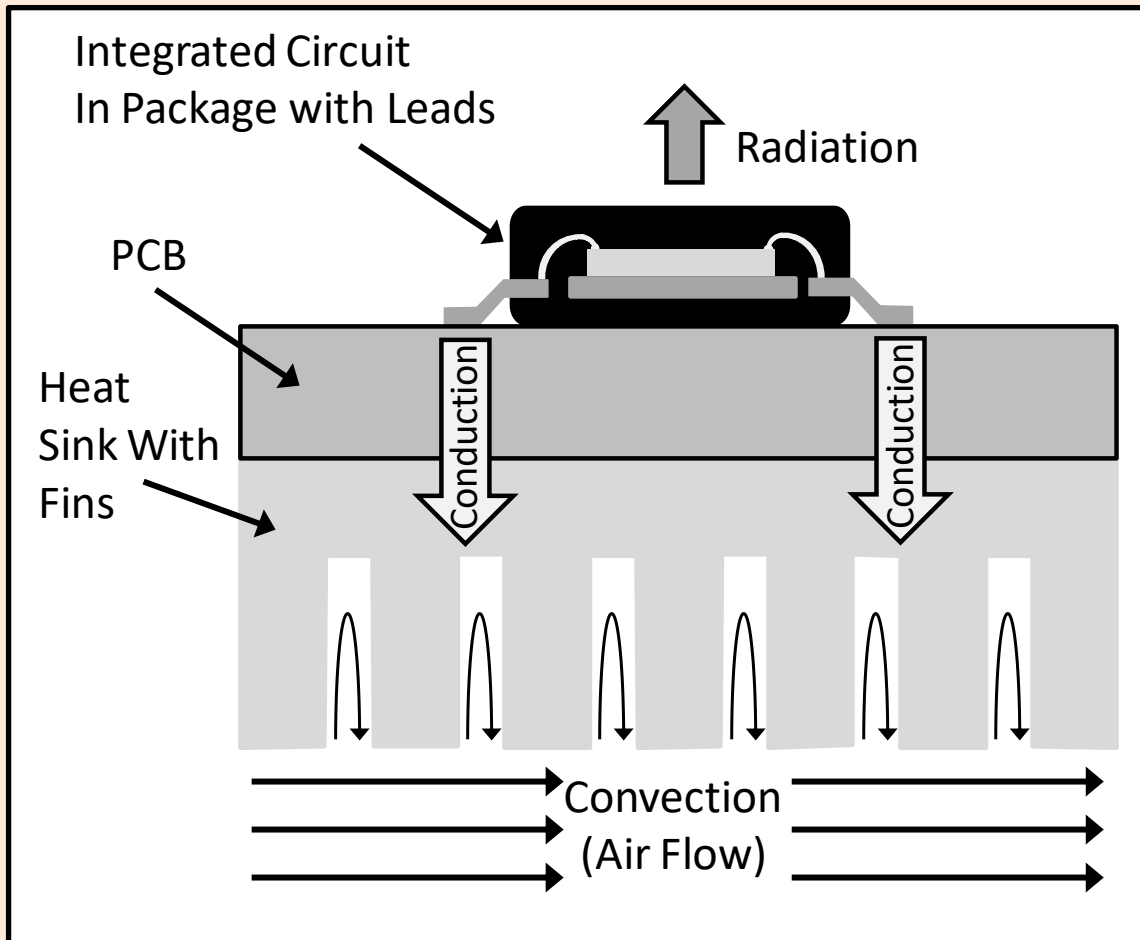 Integrated Circuit
In Package with Leads
Radiation
PCB
Heat
Sink With
Fins
Conduction
Conduction
Convection
(Air Flow)